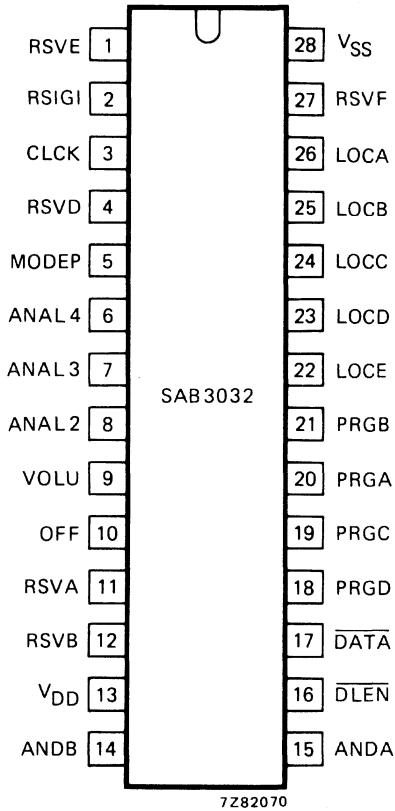 RSVE 1 28 VSS
RSIGI 2 27 RSVF
CLCK 3 26 LOCA
RSVD 4 25 LOCB
MODEP 5 24 LOCC
ANAL4 6 23 LOCD
ANAL3 7 22 LOCE
SAB3032
ANAL2 8 21 PRGB
VOLU 9 20 PRGA
OFF 10 19 PRGC
RSVA 11 18 PRGD
RSVB 12 17 D̅A̅T̅A̅
VDD 13 16 D̅L̅E̅N̅
ANDB 14 15 ANDA
7Z82070